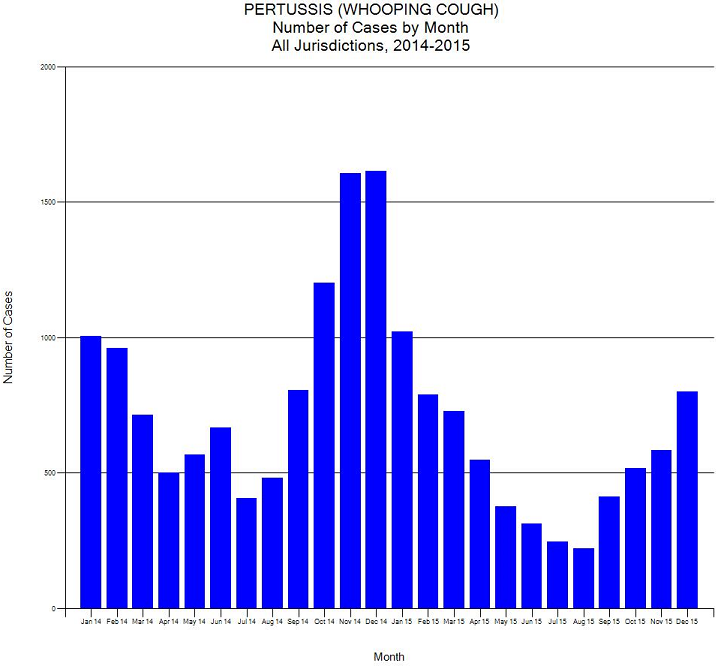 PERTUSSIS (WHOOPING COUGH)
Number of Cases by Month
All Jurisdictions, 2014-2015
2000
1500
1000
500
0
Number of Cases
Jan 14 Feb 14 Mar 14 Apr 14 May 14 Jun 14 Jul 14 Aug 14 Sep 14 Oct 14 Nov 14 Dec 14 Jan 15 Feb 15 Mar 15 Apr 15 May 15 Jun 15 Jul 15 Aug 15 Sep 15 Oct 15 Nov 15 Dec 15
Month